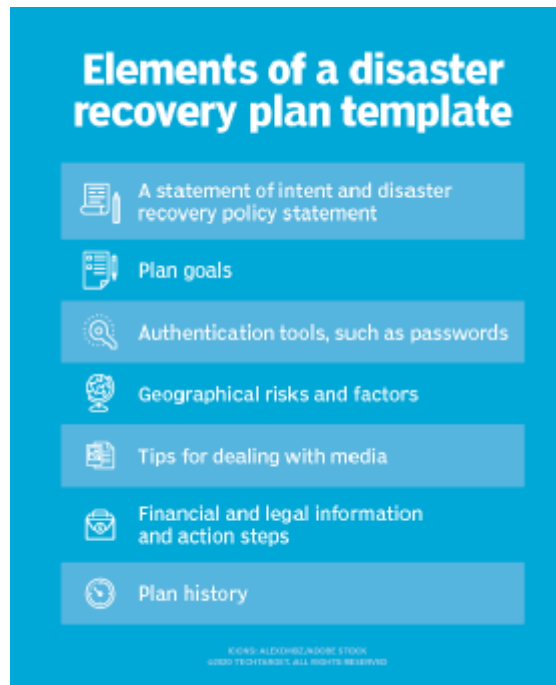 Elements of a disaster
recovery plan template
A statement of intent and disaster
recovery policy statement
Plan goals
Authentication tools, such as passwords
Geographical risks and factors
Tips for dealing with media
Financial and legal information
and action steps
Plan history
ICONS: ALEXDNDZ/ADOBE STOCK
©2020 TECHTARGET. ALL RIGHTS RESERVED